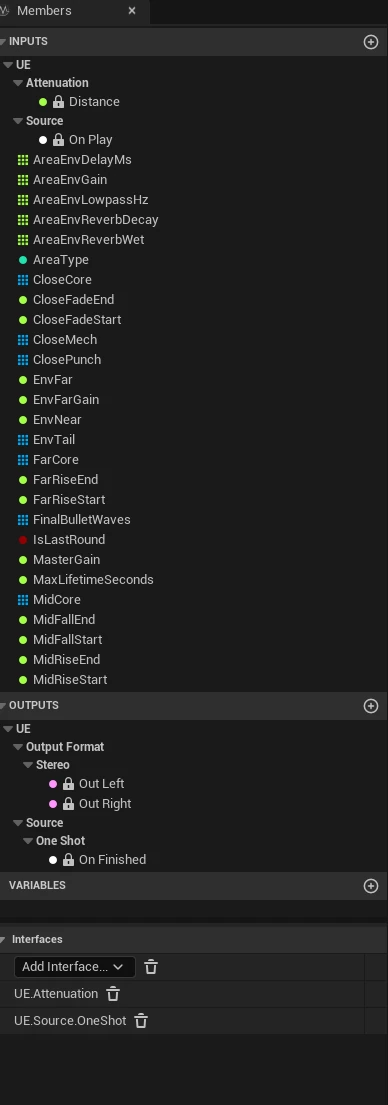 Members
INPUTS
UE
Attenuation
Distance
Source
On Play
AreaEnvDelayMs
AreaEnvGain
AreaEnvLowpassHz
AreaEnvReverbDecay
AreaEnvReverbWet
AreaType
CloseCore
CloseFadeEnd
CloseFadeStart
CloseMech
ClosePunch
EnvFar
EnvFarGain
EnvNear
EnvTail
FarCore
FarRiseEnd
FarRiseStart
FinalBulletWaves
IsLastRound
MasterGain
MaxLifetimeSeconds
MidCore
MidFallEnd
MidFallStart
MidRiseEnd
MidRiseStart
OUTPUTS
UE
Output Format
Stereo
Out Left
Out Right
Source
One Shot
On Finished
VARIABLES
Interfaces
Add Interface...
UE.Attenuation
UE.Source.OneShot